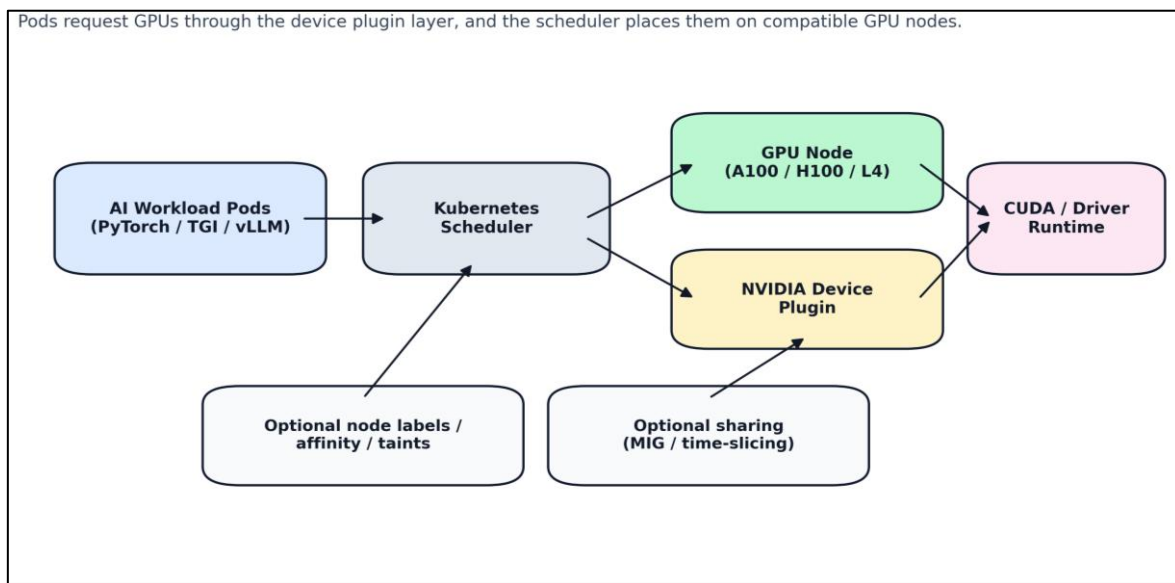 Pods request GPUs through the device plugin layer, and the scheduler places them on compatible GPU nodes.
AI Workload Pods
(PyTorch / TGI / vLLM)
Kubernetes
Scheduler
GPU Node
(A100 / H100 / L4)
NVIDIA Device
Plugin
CUDA / Driver
Runtime
Optional node labels /
affinity / taints
Optional sharing
(MIG / time-slicing)